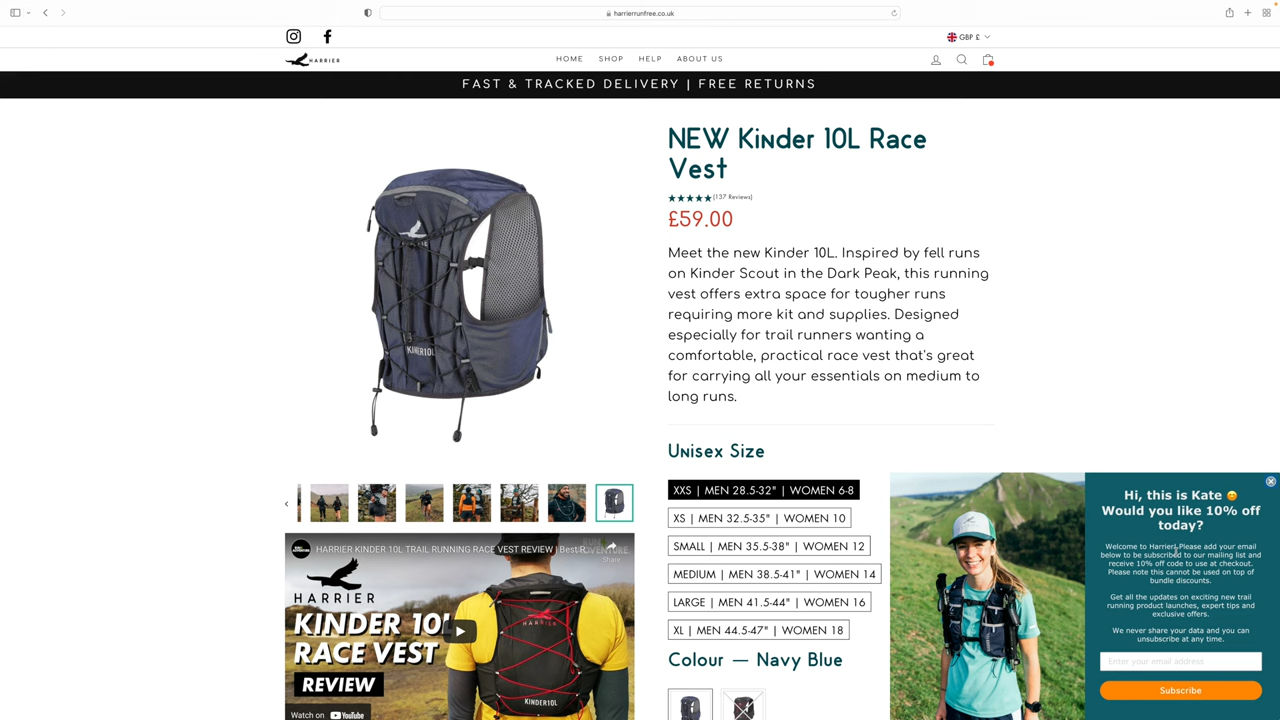 harrierrunfree.co.uk
GBP £
HARRIER
HOME SHOP HELP ABOUT US
FAST & TRACKED DELIVERY | FREE RETURNS
NEW Kinder 10L Race
Vest
(137 Reviews)
£59.00
Meet the new Kinder 10L. Inspired by fell runs
on Kinder Scout in the Dark Peak, this running
vest offers extra space for tougher runs
requiring more kit and supplies. Designed
especially for trail runners wanting a
comfortable, practical race vest that's great
for carrying all your essentials on medium to
long runs.
HARRIER
KINDER10L
Unisex Size
XXS | MEN 28.5-32" | WOMEN 6-8
XS | MEN 32.5-35" | WOMEN 10
SMALL | MEN 35.5-38" | WOMEN 12
MEDIUM | MEN 38.5-41" | WOMEN 14
LARGE | MEN 41.5-44" | WOMEN 16
XL | MEN 44.5-47" | WOMEN 18
Colour — Navy Blue
HARRIER KINDER 10L TRAIL RUNNING RACE VEST REVIEW | Best R...
Share
HARRIER
KINDER 10L
RACE VEST
REVIEW
HARRIER
KINDER10L
Watch on YouTube
Hi, this is Kate
Would you like 10% off
today?
Welcome to Harrier! Please add your email
below to be subscribed to our mailing list and
receive 10% off code to use at checkout.
Please note this cannot be used on top of
bundle discounts.
Get all the updates on exciting new trail
running product launches, expert tips and
exclusive offers.
We never share your data and you can
unsubscribe at any time.
Enter your email address
Subscribe